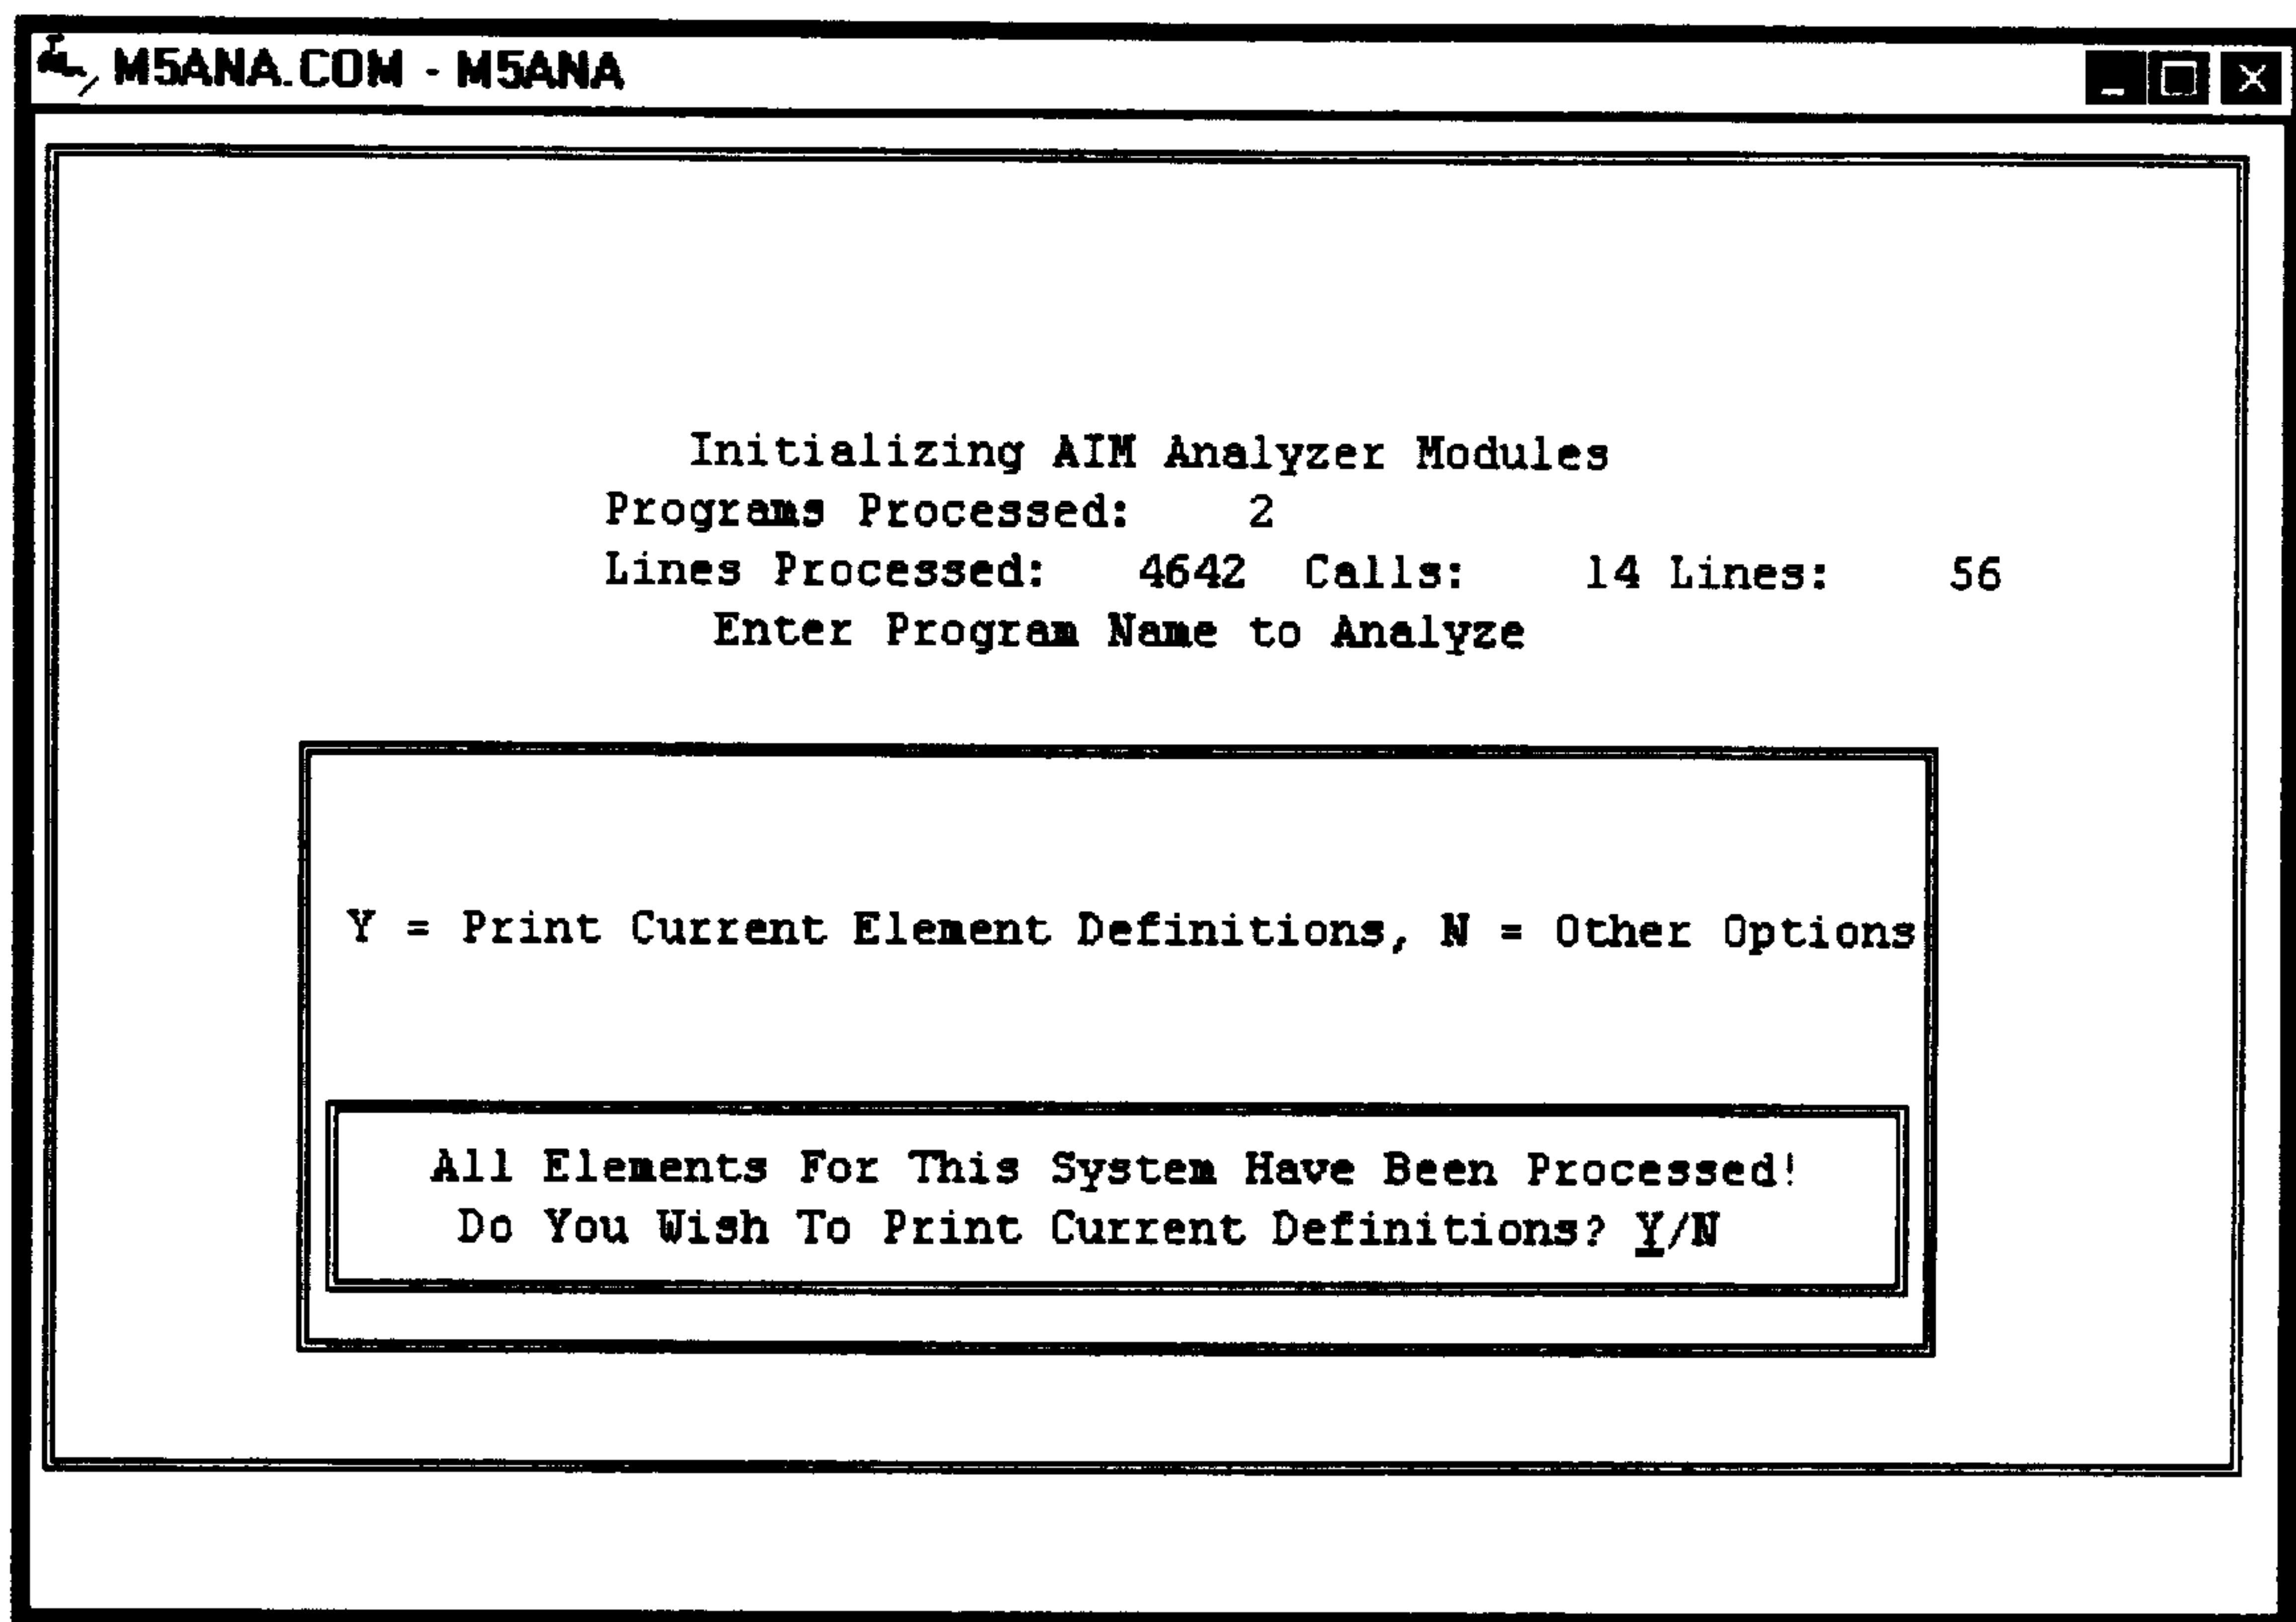 M5ANA.COM - M5ANA
Initializing AIM Analyzer Modules
Programs Processed: 2
Lines Processed: 4642 Calls: 14 Lines: 56
Enter Program Name to Analyze
Y = Print Current Element Definitions, N = Other Options
All Elements For This System Have Been Processed!
Do You Wish To Print Current Definitions? Y/N